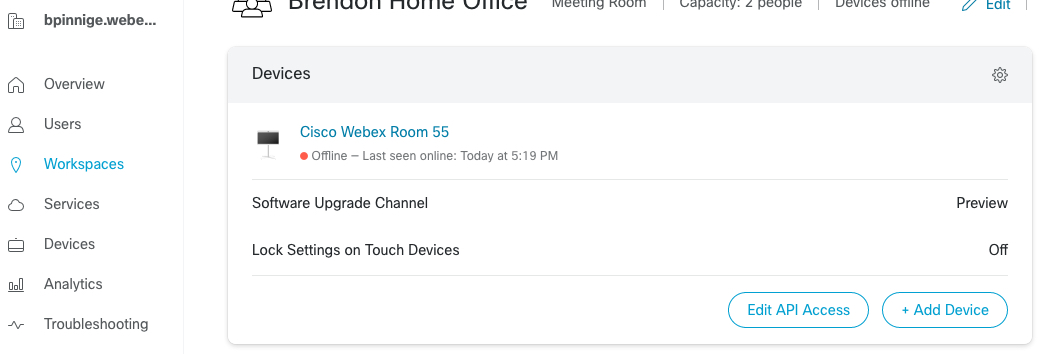 bpinnige.webe...
Brendon Home Office
Meeting Room
Capacity: 2 people
Devices offline
Edit
Overview
Users
Workspaces
Services
Devices
Analytics
Troubleshooting
Devices
Cisco Webex Room 55
Offline – Last seen online: Today at 5:19 PM
Software Upgrade Channel
Preview
Lock Settings on Touch Devices
Off
Edit API Access
+ Add Device